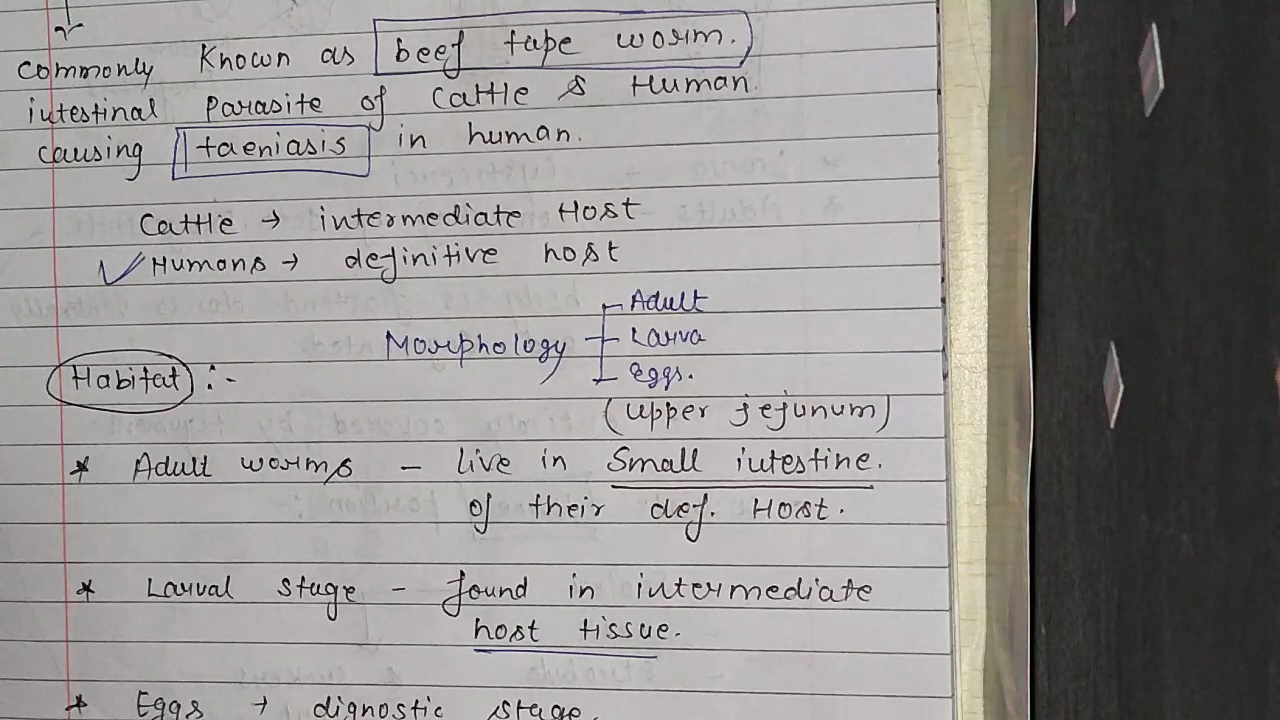 commonly Known as beef tape worm.
intestinal Parasite of Cattle & Human.
causing taeniasis in human.
Cattle → intermediate Host
✓ Humans → definitive host
Morphology
Adult
Larva
Eggs.
Habitat :-
(upper jejunum)
* Adult worms - live in Small intestine.
of their def. Host.
* Larval stage - found in intermediate
host tissue.
* Eggs → dignostic stage.